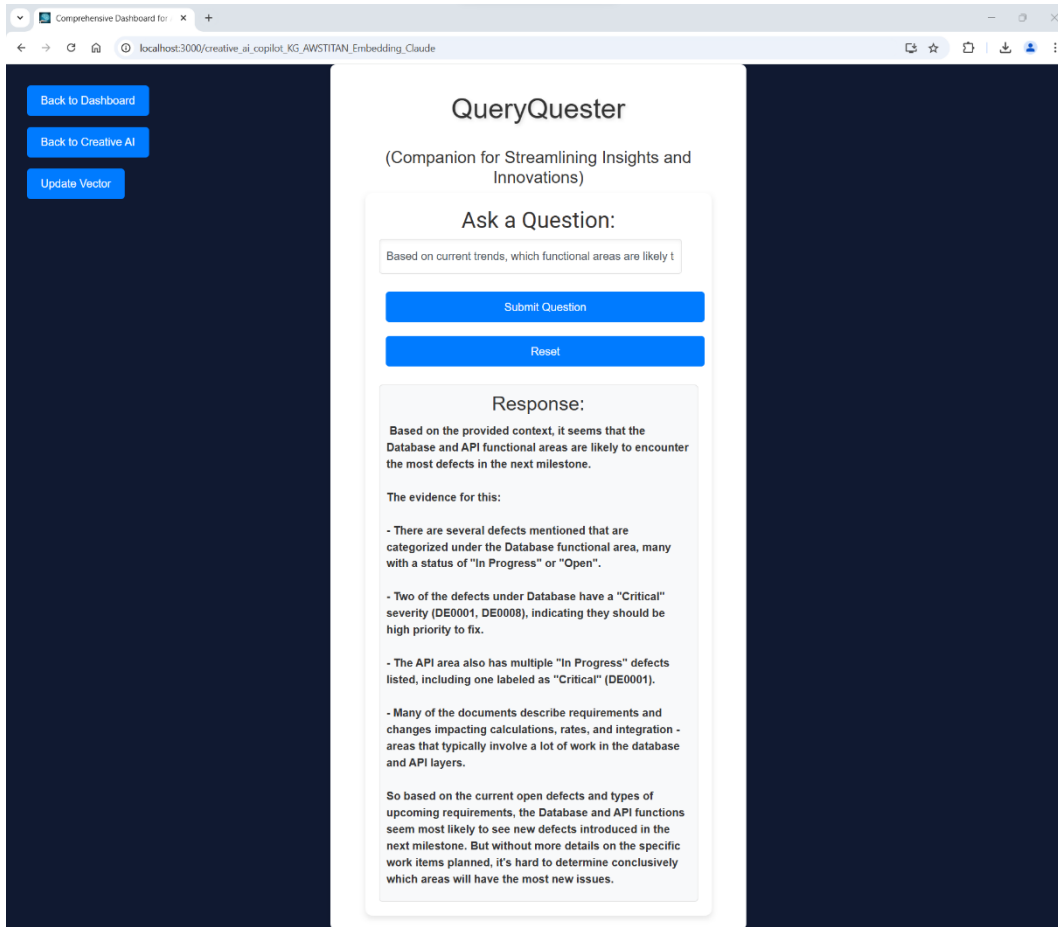 Comprehensive Dashboard for
localhost:3000/creative_ai_copilot_KG_AWSTITAN_Embedding_Claude
Back to Dashboard
Back to Creative AI
Update Vector
QueryQuester
(Companion for Streamlining Insights and
Innovations)
Ask a Question:
Based on current trends, which functional areas are likely t
Submit Question
Reset
Response:
Based on the provided context, it seems that the
Database and API functional areas are likely to encounter
the most defects in the next milestone.
The evidence for this:
- There are several defects mentioned that are
categorized under the Database functional area, many
with a status of "In Progress" or "Open".
- Two of the defects under Database have a "Critical"
severity (DE0001, DE0008), indicating they should be
high priority to fix.
- The API area also has multiple "In Progress" defects
listed, including one labeled as "Critical" (DE0001).
- Many of the documents describe requirements and
changes impacting calculations, rates, and integration -
areas that typically involve a lot of work in the database
and API layers.
So based on the current open defects and types of
upcoming requirements, the Database and API functions
seem most likely to see new defects introduced in the
next milestone. But without more details on the specific
work items planned, it's hard to determine conclusively
which areas will have the most new issues.